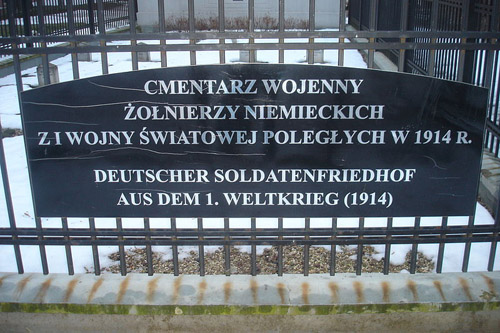 CMENTARZ WOJENNY
ŻOŁNIERZY NIEMIECKICH
Z I WOJNY ŚWIATOWEJ POLEGŁYCH W 1914 R.
DEUTSCHER SOLDATENFRIEDHOF
AUS DEM 1. WELTKRIEG (1914)